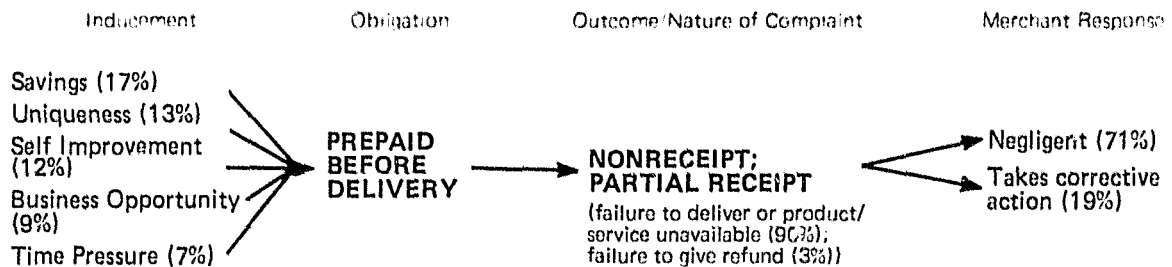 Inducement
Obligation
Outcome/Nature of Complaint
Merchant Response
Savings (17%)
Uniqueness (13%)
Self Improvement
(12%)
Business Opportunity
(9%)
Time Pressure (7%)
PREPAID
BEFORE
DELIVERY
NONRECEIPT;
PARTIAL RECEIPT
(failure to deliver or product/
service unavailable (90%);
failure to give refund (3%))
Negligent (71%)
Takes corrective
action (19%)